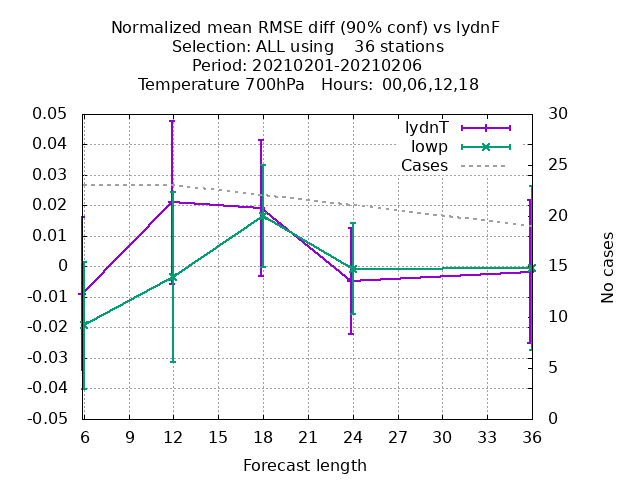 Normalized mean RMSE diff (90% conf) vs lydnF
Selection: ALL using    36 stations
Period: 20210201-20210206
Temperature 700hPa   Hours:  00,06,12,18
lydnT
lowp
Cases
0.05
0.04
0.03
0.02
0.01
0
-0.01
-0.02
-0.03
-0.04
-0.05
30
25
20
15
10
5
0
No cases
6 9 12 15 18 21 24 27 30 33 36
Forecast length